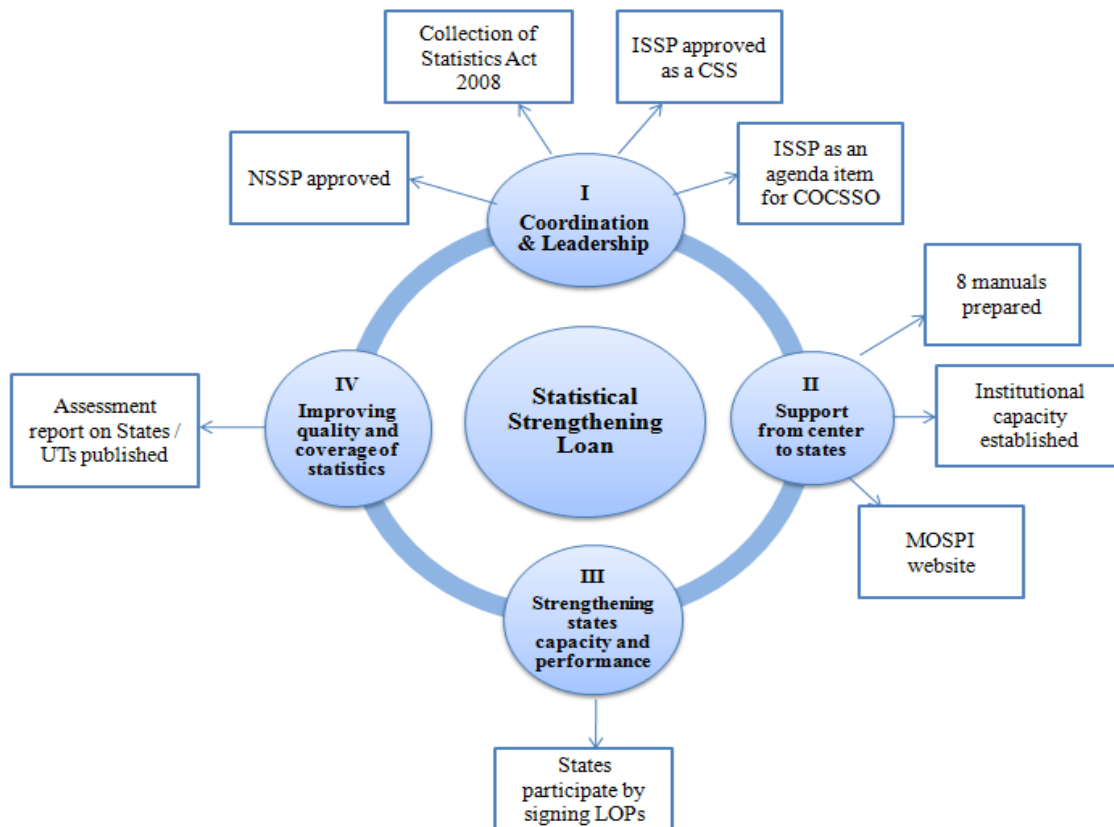 Collection of
Statistics Act
2008
ISSP approved
as a CSS
NSSP approved
ISSP as an
agenda item
for COCSSO
I
Coordination
& Leadership
8 manuals
prepared
II
Support
from center
to states
Institutional
capacity
established
MOSPI
website
Statistical
Strengthening
Loan
IV
Improving
quality and
coverage of
statistics
Assessment
report on States /
UTs published
III
Strengthening
states
capacity and
performance
States
participate by
signing LOPs